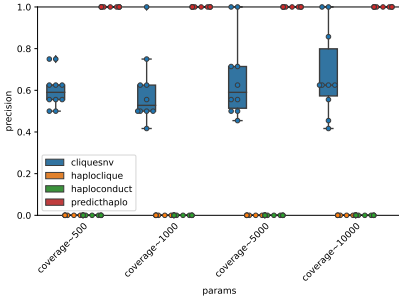 1.0
0.8
0.6
0.4
0.2
0.0
precision
cliquesnv
haploclique
haploconduct
predicthaplo
coverage~500
coverage~1000
coverage~5000
coverage~10000
params